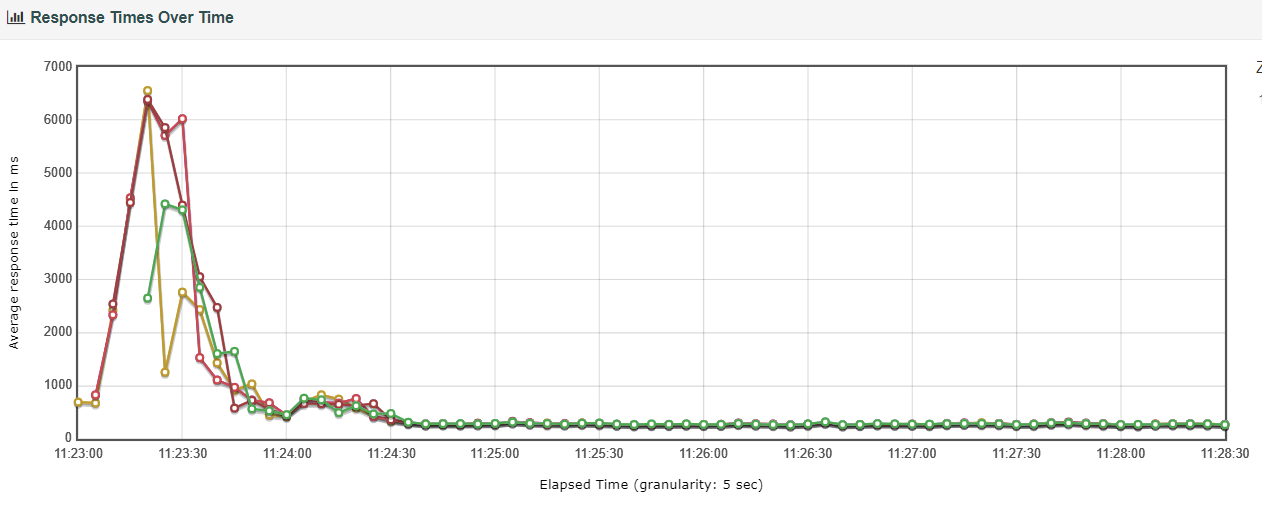 Response Times Over Time
7000
6000
5000
4000
3000
2000
1000
0
Average response time in ms
11:23:00 11:23:30 11:24:00 11:24:30 11:25:00 11:25:30 11:26:00 11:26:30 11:27:00 11:27:30 11:28:00 11:28:30
Elapsed Time (granularity: 5 sec)